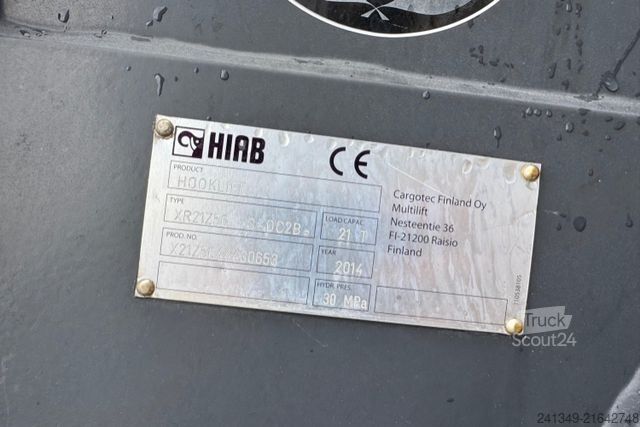 HIAB
CE
PRODUCT
HOOKLIFT
TYPE
LOAD CAPAC.
21 T
PROD. NO.
YEAR
2014
HYDR. PRES.
30 MPa
Cargotec Finland Oy
Multilift
Nesteentie 36
FI-21200 Raisio
Finland
Truck
Scout24
241349-21642748